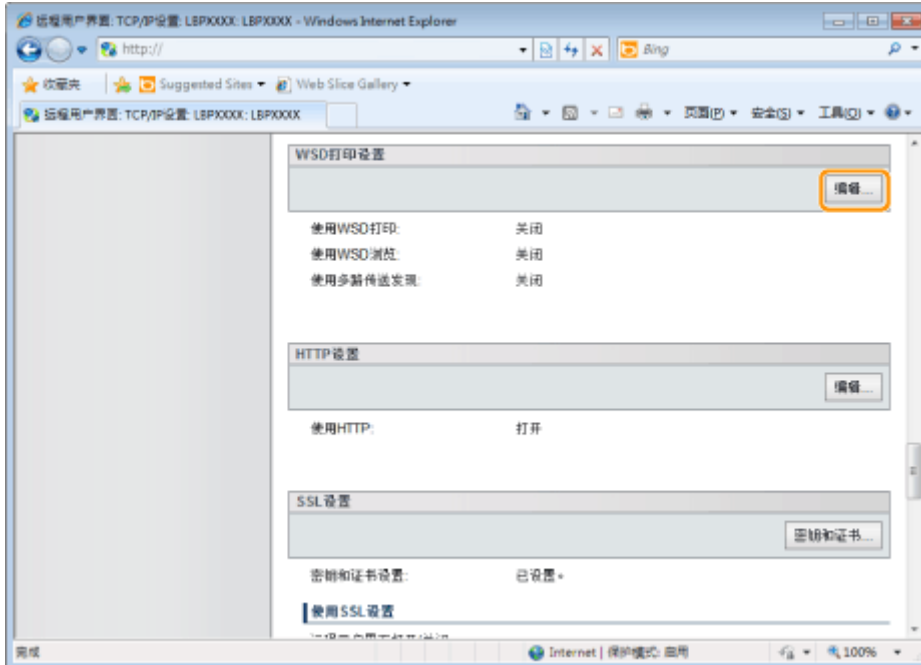 远程用户界面: TCP/IP设置: LBPXXXX: LBPXXXX - Windows Internet Explorer
http://
Bing
收藏夹 Suggested Sites Web Slice Gallery
远程用户界面: TCP/IP设置: LBPXXXX: LBPXXXX 页面(P) 安全(S) 工具(O)
WSD打印设置
编辑...
使用WSD打印: 关闭
使用WSD浏览: 关闭
使用多路传送发现: 关闭
HTTP设置
编辑...
使用HTTP: 打开
SSL设置
密钥和证书...
密钥和证书设置: 已设置。
使用SSL设置
完成 Internet | 保护模式: 启用 100%